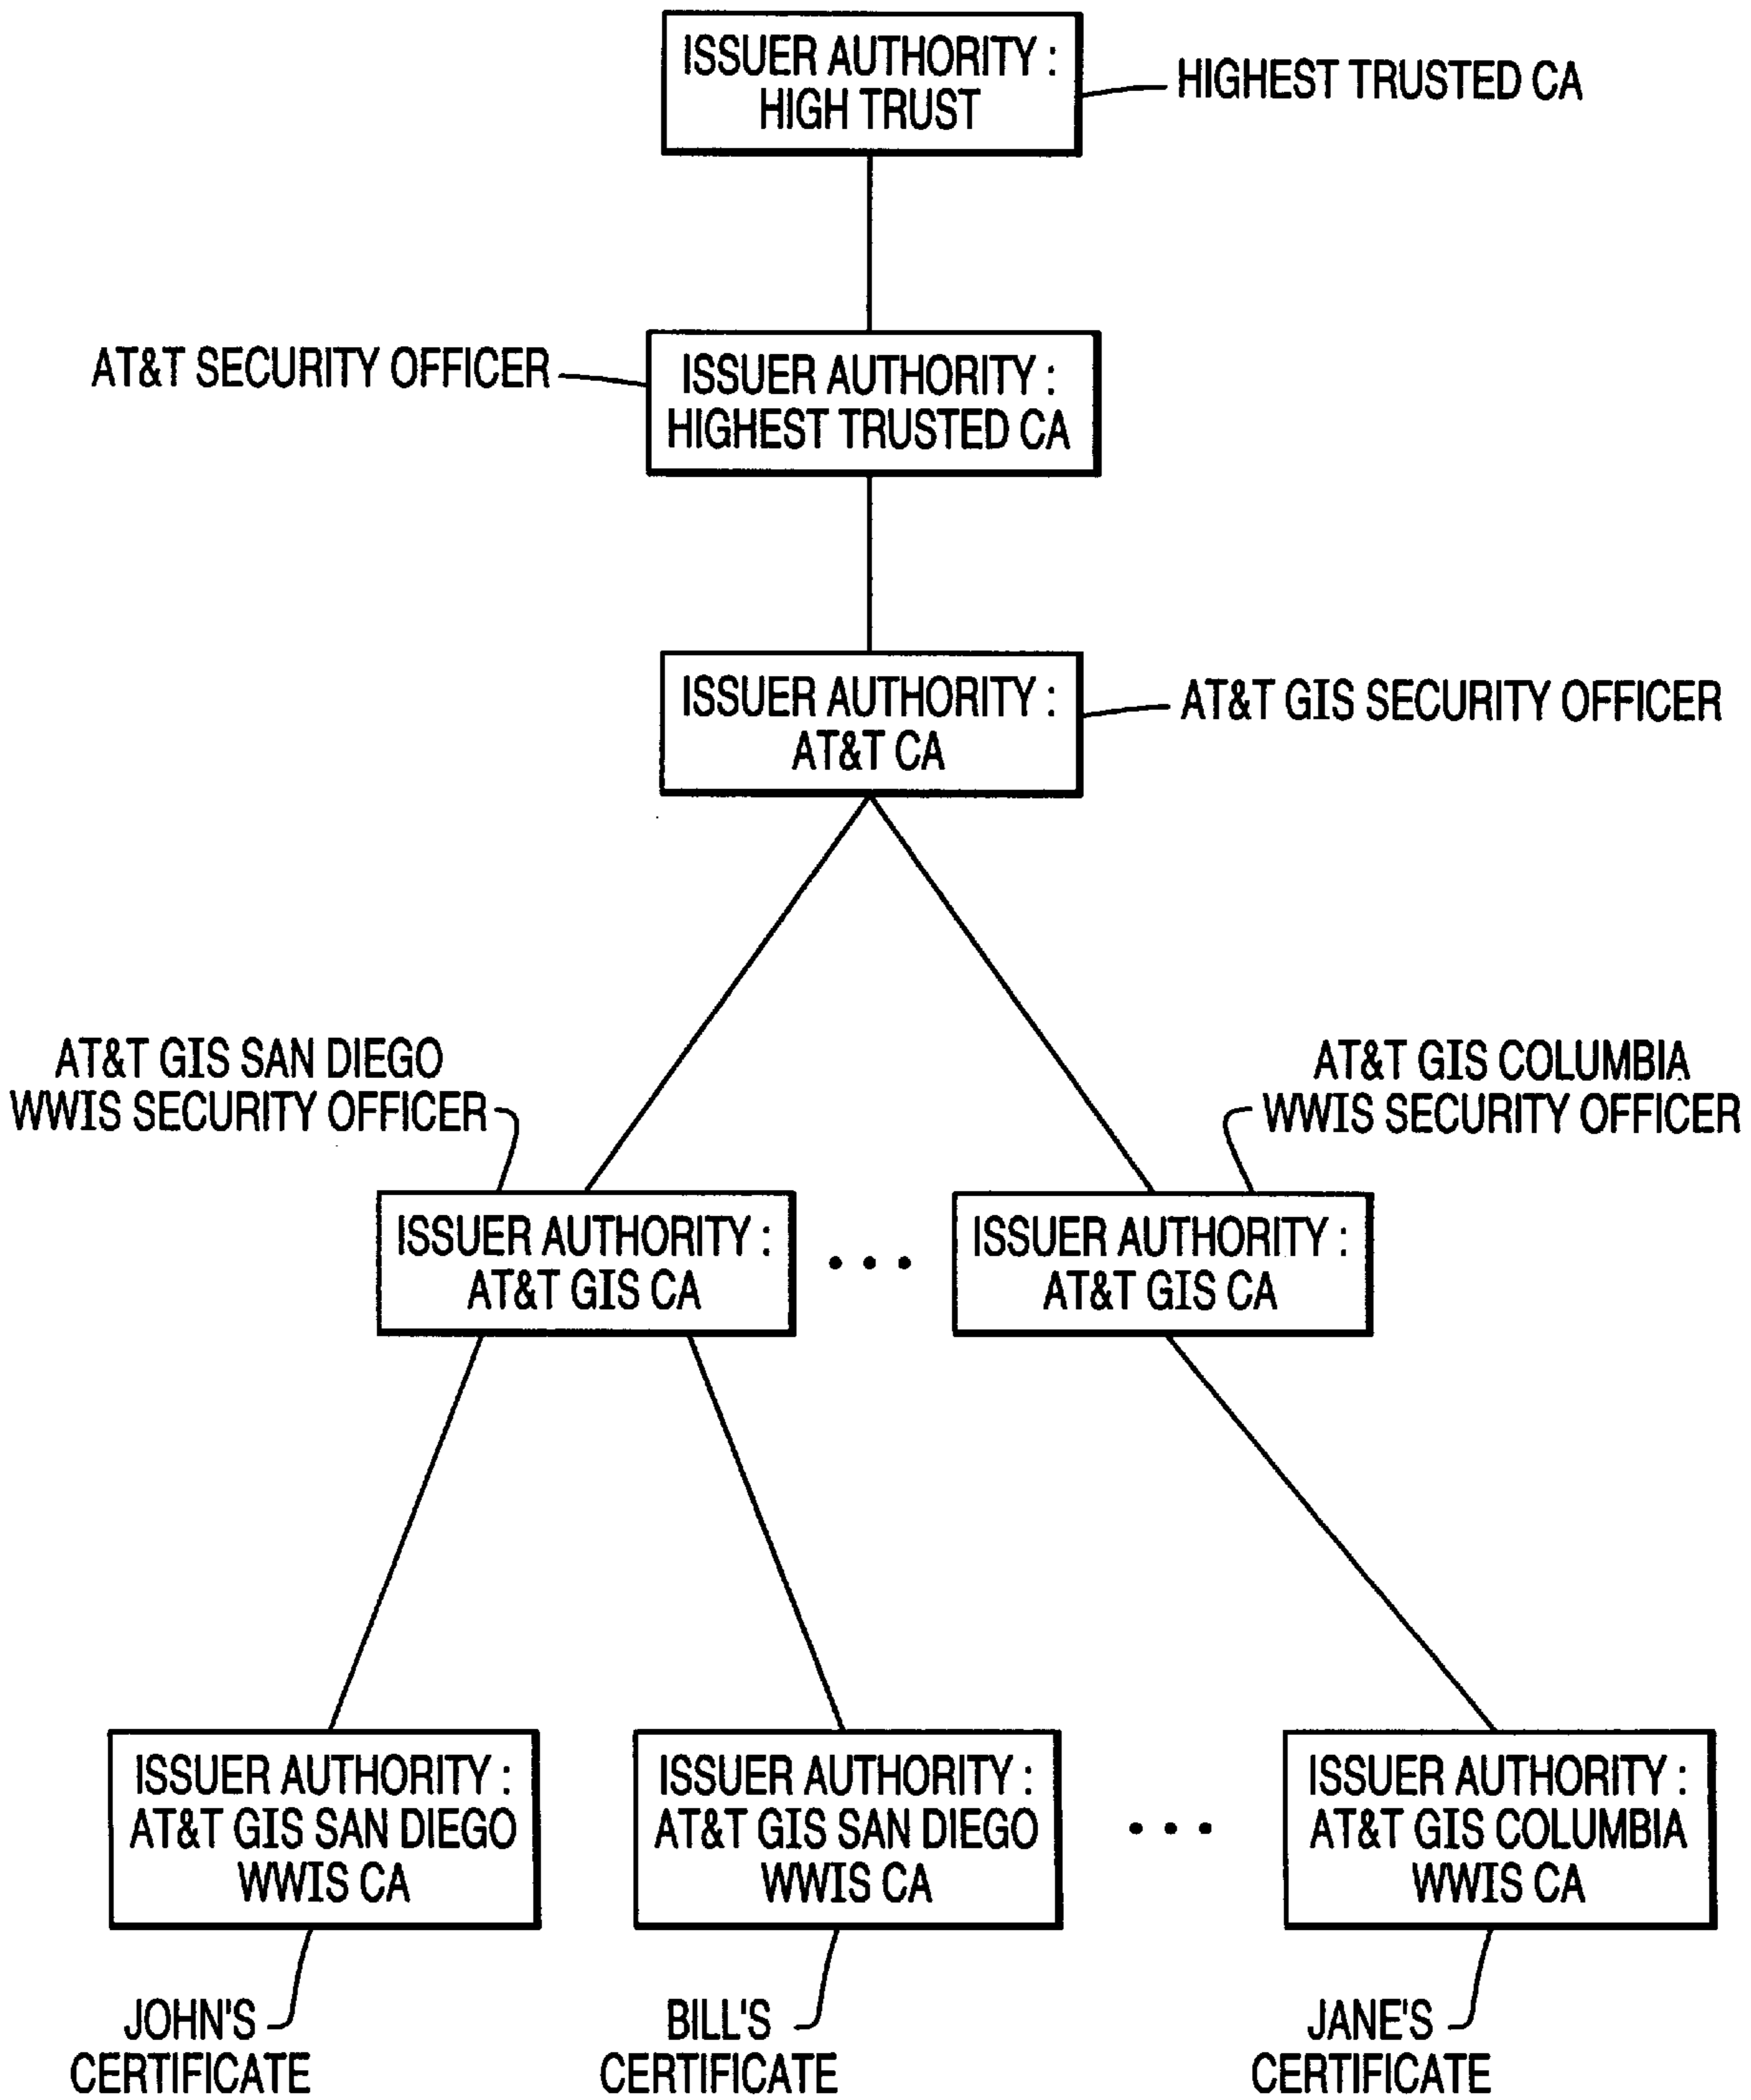 ISSUER AUTHORITY :
HIGH TRUST
HIGHEST TRUSTED CA
AT&T SECURITY OFFICER
ISSUER AUTHORITY :
HIGHEST TRUSTED CA
ISSUER AUTHORITY :
AT&T CA
AT&T GIS SECURITY OFFICER
AT&T GIS SAN DIEGO
WWIS SECURITY OFFICER
AT&T GIS COLUMBIA
WWIS SECURITY OFFICER
ISSUER AUTHORITY :
AT&T GIS CA
• • •
ISSUER AUTHORITY :
AT&T GIS CA
ISSUER AUTHORITY :
AT&T GIS SAN DIEGO
WWIS CA
ISSUER AUTHORITY :
AT&T GIS SAN DIEGO
WWIS CA
• • •
ISSUER AUTHORITY :
AT&T GIS COLUMBIA
WWIS CA
JOHN'S
CERTIFICATE
BILL'S
CERTIFICATE
JANE'S
CERTIFICATE